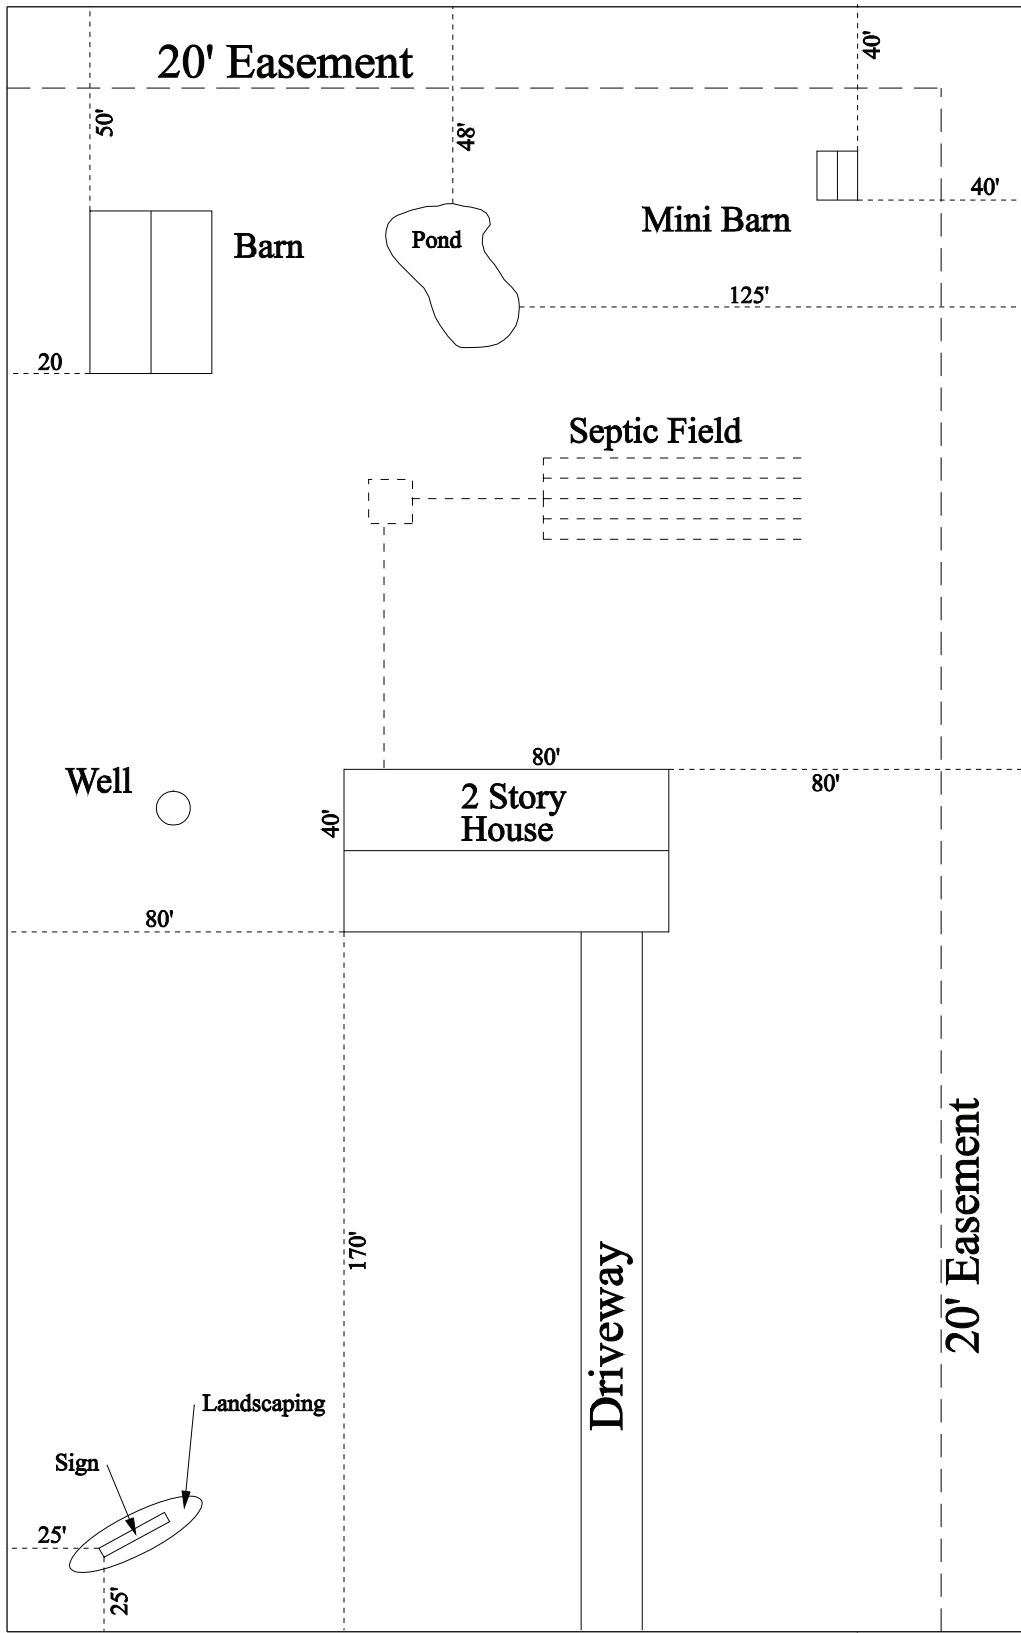 40'
20' Easement
50'
48'
40'
Mini Barn
Pond
Barn
125'
20
Septic Field
80'
Well
80'
2 Story
40'
House
80'
170'
20' Easement
Driveway
Landscaping
Sign
25'
25'